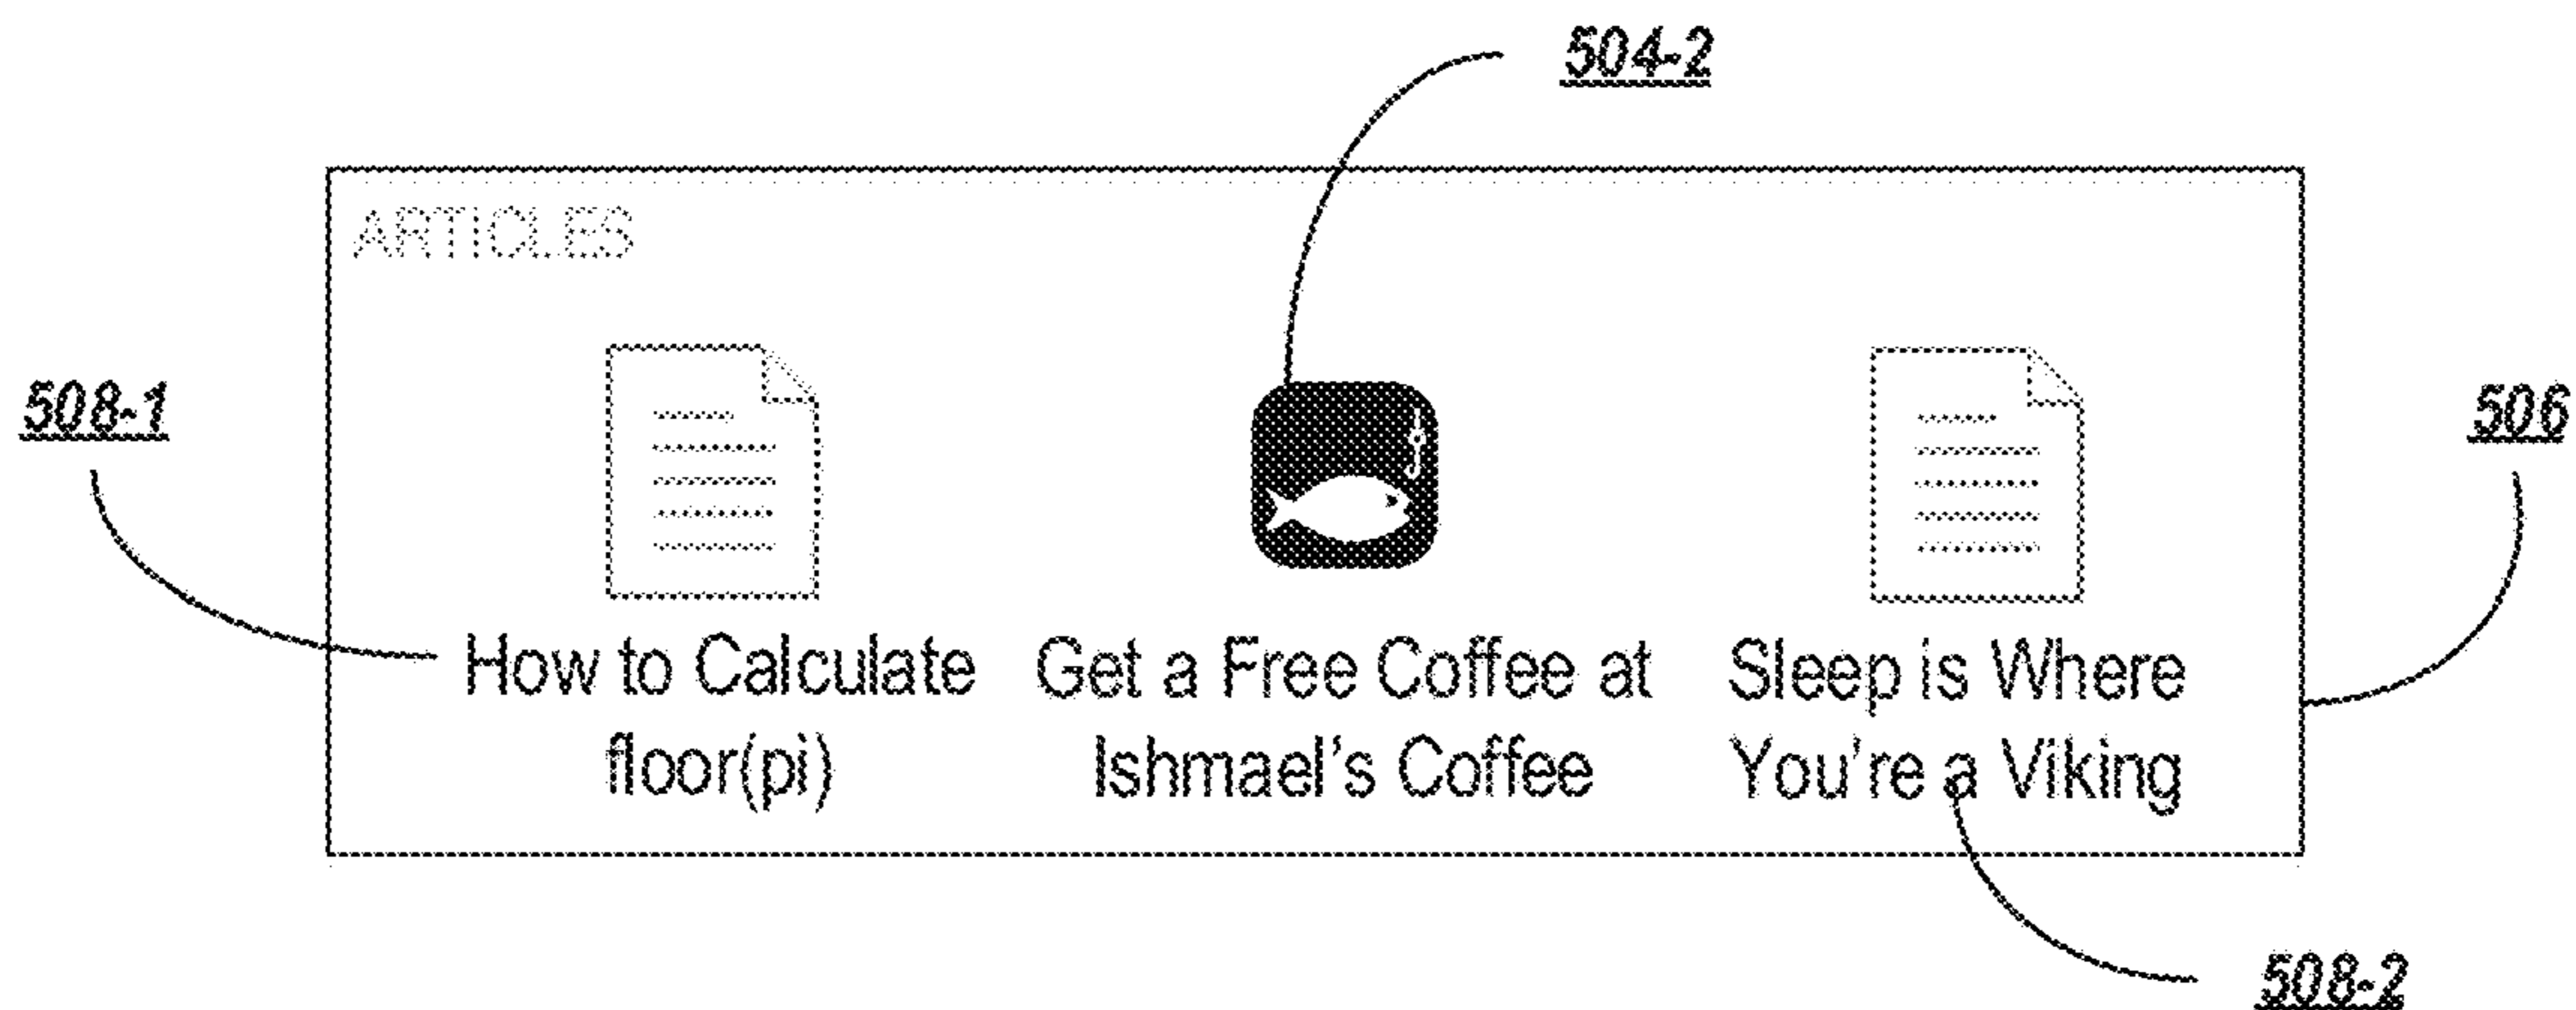 504-2
ARTICLES
508-1
506
How to Calculate
floor(pi)
Get a Free Coffee at
Ishmael's Coffee
Sleep is Where
You're a Viking
508-2